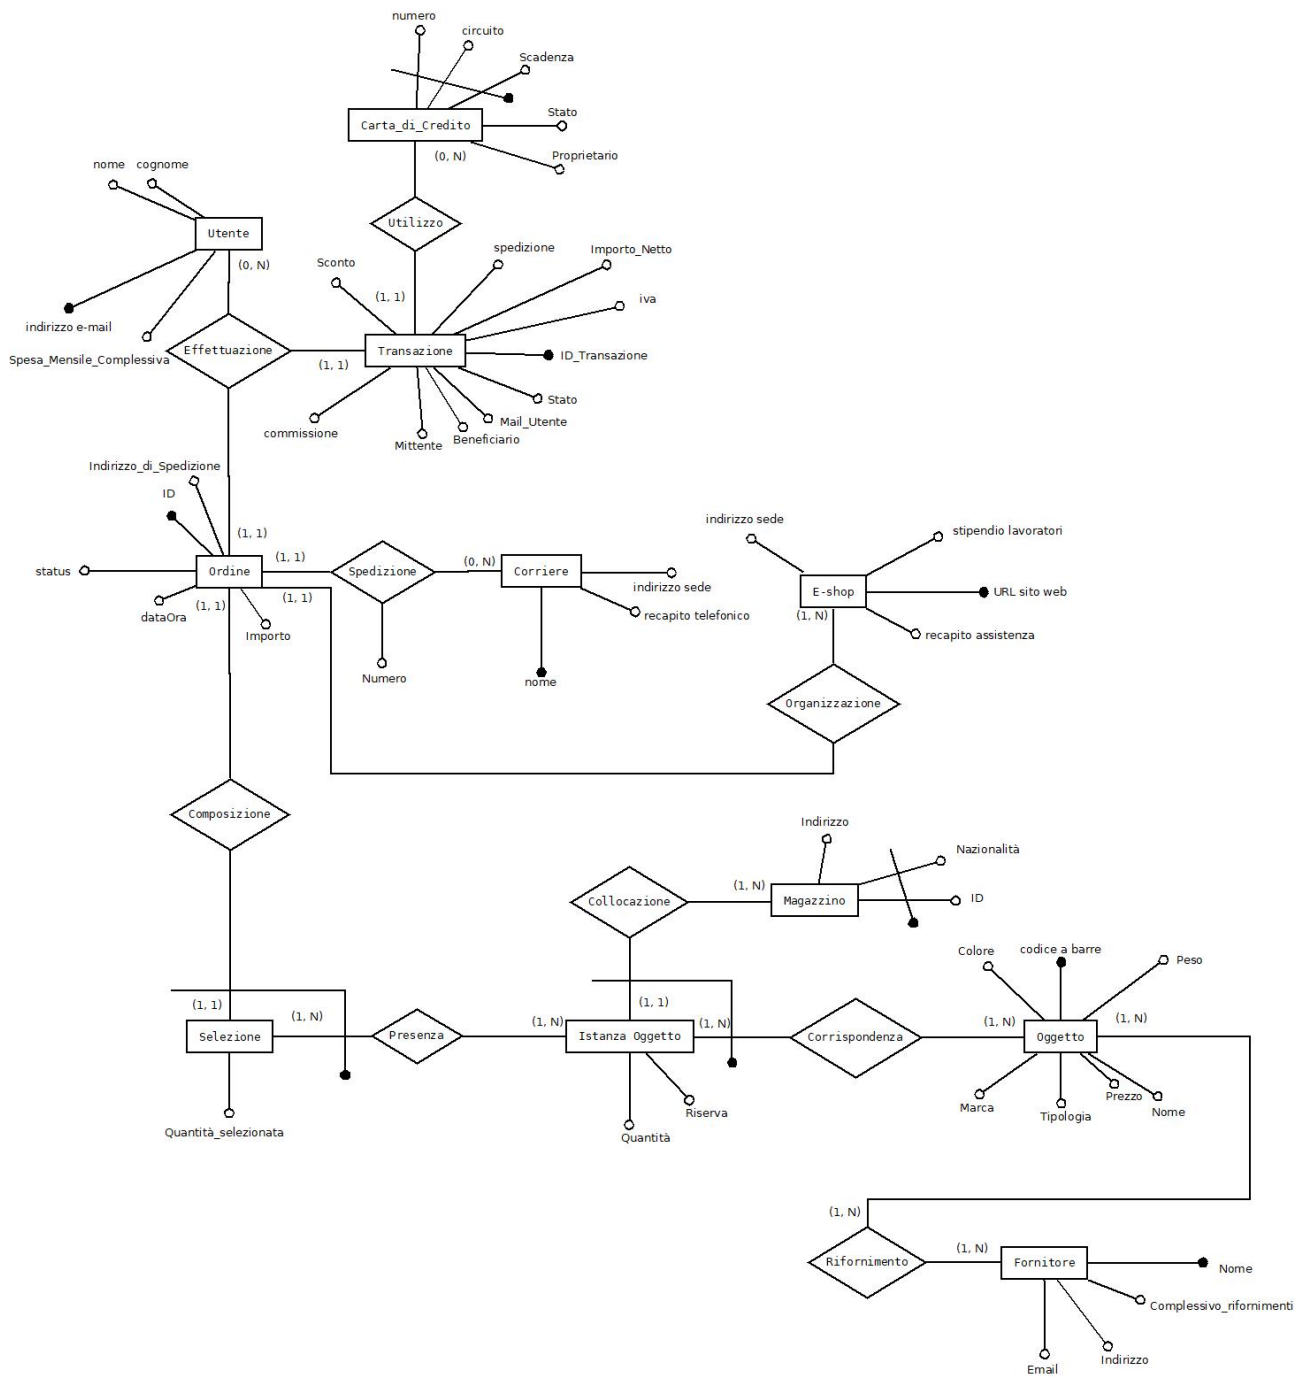 numero
circuito
Scadenza
Carta_di_Credito
Stato
(0, N)
Proprietario
nome
cognome
Utente
Utilizzo
(0, N)
Sconto
spedizione
Importo_Netto
(1, 1)
iva
indirizzo e-mail
Spesa_Mensile_Complessiva
Effettuazione
(1, 1)
Transazione
ID_Transazione
Stato
commissione
Mittente
Beneficiario
Mail_Utente
Indirizzo_di_Spedizione
ID
(1, 1)
status
Ordine
(1, 1)
Spedizione
(0, N)
Corriere
indirizzo sede
recapito telefonico
nome
(1, 1)
(1, 1)
dataOra
Importo
Numero
indirizzo sede
stipendio lavoratori
E-shop
URL sito web
(1, N)
recapito assistenza
Organizzazione
Composizione
Indirizzo
Nazionalità
Collocazione
(1, N)
Magazzino
ID
Colore
codice a barre
Peso
(1, 1)
(1, N)
Selezione
Presenza
(1, N)
(1, 1)
Istanza Oggetto
(1, N)
Corrispondenza
(1, N)
Oggetto
(1, N)
Quantità_selezionata
Quantità
Riserva
Marca
Tipologia
Prezzo
Nome
(1, N)
Rifornimento
(1, N)
Fornitore
Nome
Complessivo_rifornimenti
Email
Indirizzo